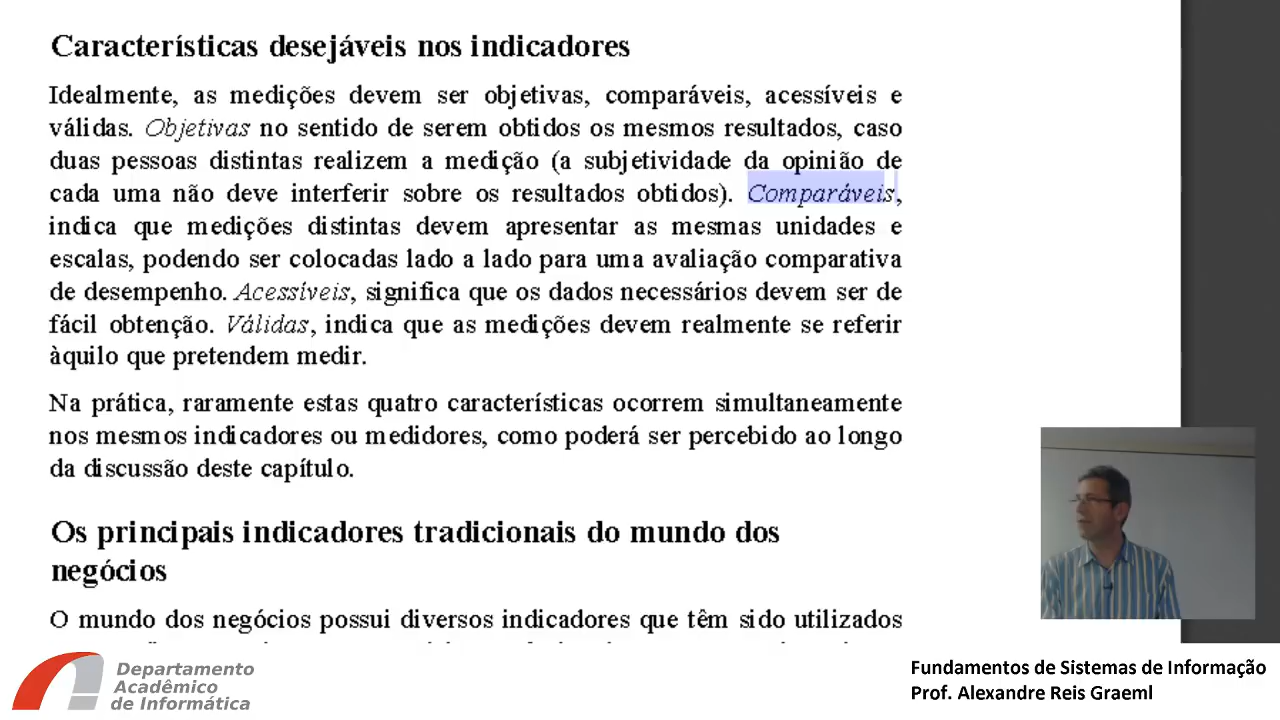 Características desejáveis nos indicadores
Idealmente, as medições devem ser objetivas, comparáveis, acessíveis e
válidas. Objetivas no sentido de serem obtidos os mesmos resultados, caso
duas pessoas distintas realizem a medição (a subjetividade da opinião de
cada uma não deve interferir sobre os resultados obtidos). Comparáveis,
indica que medições distintas devem apresentar as mesmas unidades e
escalas, podendo ser colocadas lado a lado para uma avaliação comparativa
de desempenho. Acessíveis, significa que os dados necessários devem ser de
fácil obtenção. Válidas, indica que as medições devem realmente se referir
àquilo que pretendem medir.
Na prática, raramente estas quatro características ocorrem simultaneamente
nos mesmos indicadores ou medidores, como poderá ser percebido ao longo
da discussão deste capítulo.
Os principais indicadores tradicionais do mundo dos
negócios
O mundo dos negócios possui diversos indicadores que têm sido utilizados
Departamento
Acadêmico
de Informática
Fundamentos de Sistemas de Informação
Prof. Alexandre Reis Graeml